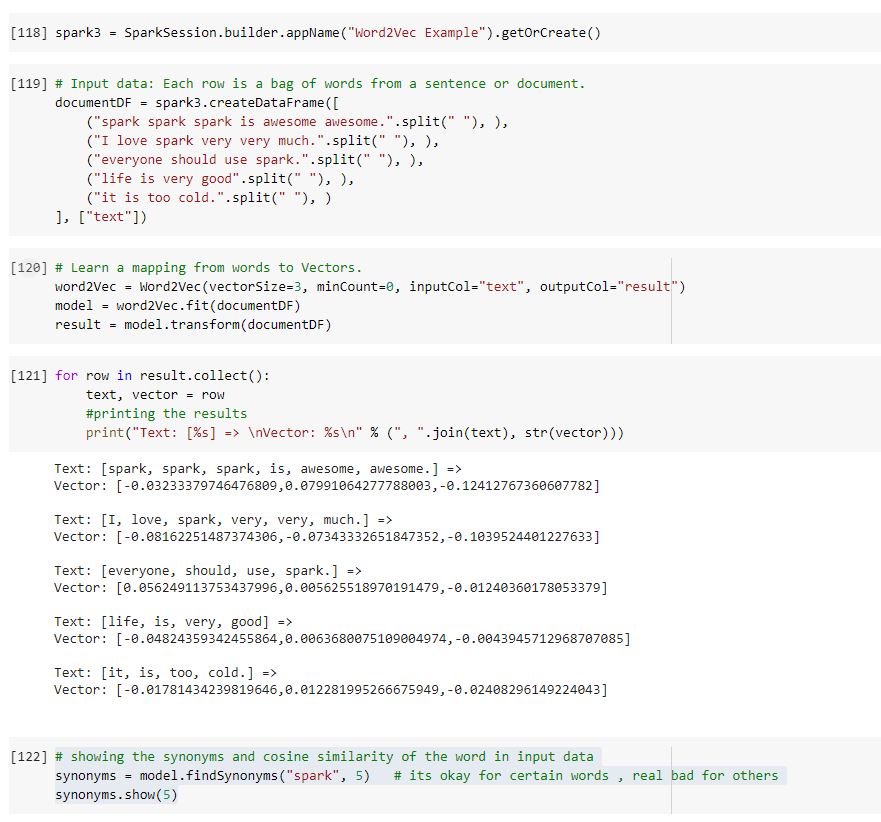 [118] spark3 = SparkSession.builder.appName("Word2Vec Example").getOrCreate()
[119] # Input data: Each row is a bag of words from a sentence or document.
documentDF = spark3.createDataFrame([
("spark spark spark is awesome awesome.".split(" "), ),
("I love spark very very much.".split(" "), ),
("everyone should use spark.".split(" "), ),
("life is very good".split(" "), ),
("it is too cold.".split(" "), )
], ["text"])
[120] # Learn a mapping from words to Vectors.
word2Vec = Word2Vec(vectorSize=3, minCount=0, inputCol="text", outputCol="result")
model = word2Vec.fit(documentDF)
result = model.transform(documentDF)
[121] for row in result.collect():
text, vector = row
#printing the results
print("Text: [%s] => \nVector: %s\n" % (", ".join(text), str(vector)))
Text: [spark, spark, spark, is, awesome, awesome.] =>
Vector: [-0.03233379746476809,0.07991064277788003,-0.12412767360607782]
Text: [I, love, spark, very, very, much.] =>
Vector: [-0.08162251487374306,-0.07343332651847352,-0.1039524401227633]
Text: [everyone, should, use, spark.] =>
Vector: [0.056249113753437996,0.005625518970191479,-0.01240360178053379]
Text: [life, is, very, good] =>
Vector: [-0.04824359342455864,0.0063680075109004974,-0.0043945712968707085]
Text: [it, is, too, cold.] =>
Vector: [-0.01781434239819646,0.012281995266675949,-0.02408296149224043]
[122] # showing the synonyms and cosine similarity of the word in input data
synonyms = model.findSynonyms("spark", 5)   # its okay for certain words , real bad for others
synonyms.show(5)